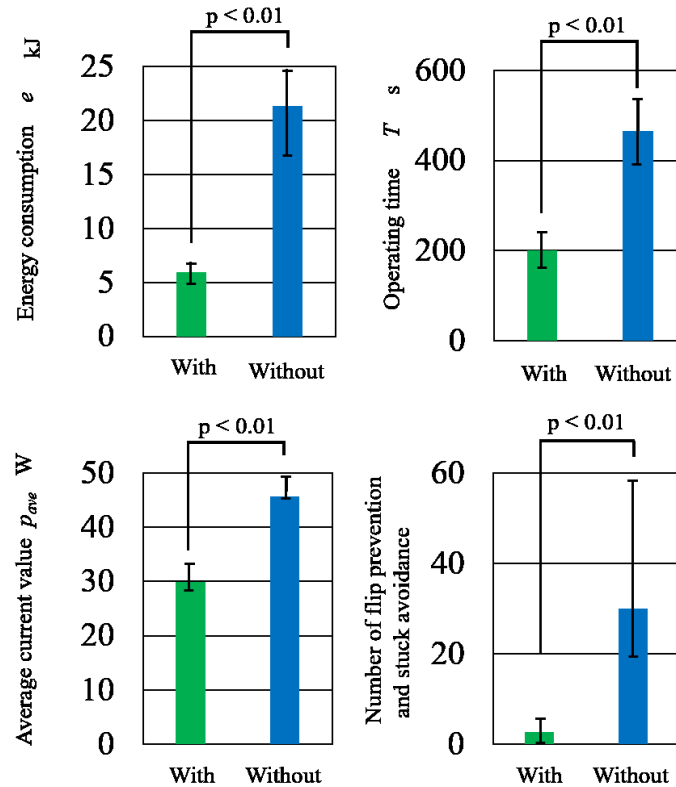 p < 0.01
Energy consumption e kJ
25
20
15
10
5
0
With Without
p < 0.01
Operating time T s
600
400
200
0
With Without
p < 0.01
Average current value pave W
50
40
30
20
10
0
With Without
p < 0.01
Number of flip prevention
and stuck avoidance
60
40
20
0
With Without